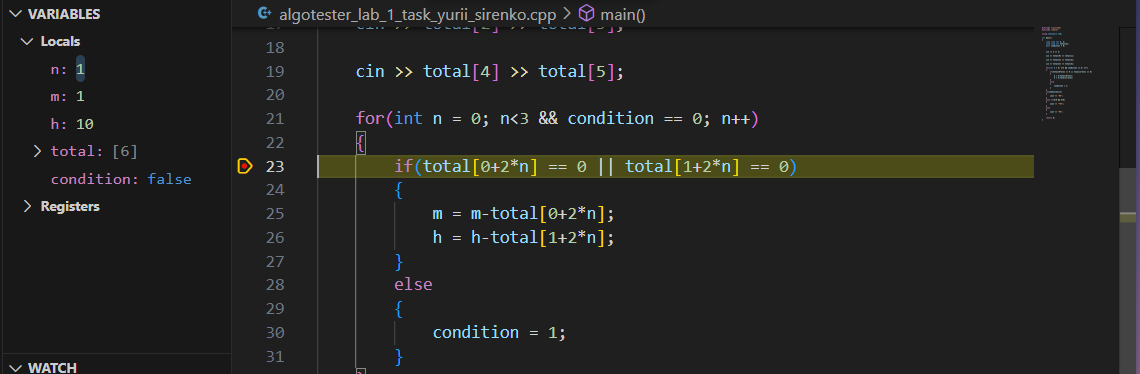 VARIABLES
Locals
n: 1
m: 1
h: 10
total: [6]
condition: false
Registers
WATCH
algotester_lab_1_task_yurii_sirenko.cpp > main()
18
19 cin >> total[4] >> total[5];
20
21 for(int n = 0; n<3 && condition == 0; n++)
22 {
23 if(total[0+2*n] == 0 || total[1+2*n] == 0)
24 {
25 m = m-total[0+2*n];
26 h = h-total[1+2*n];
27 }
28 else
29 {
30 condition = 1;
31 }